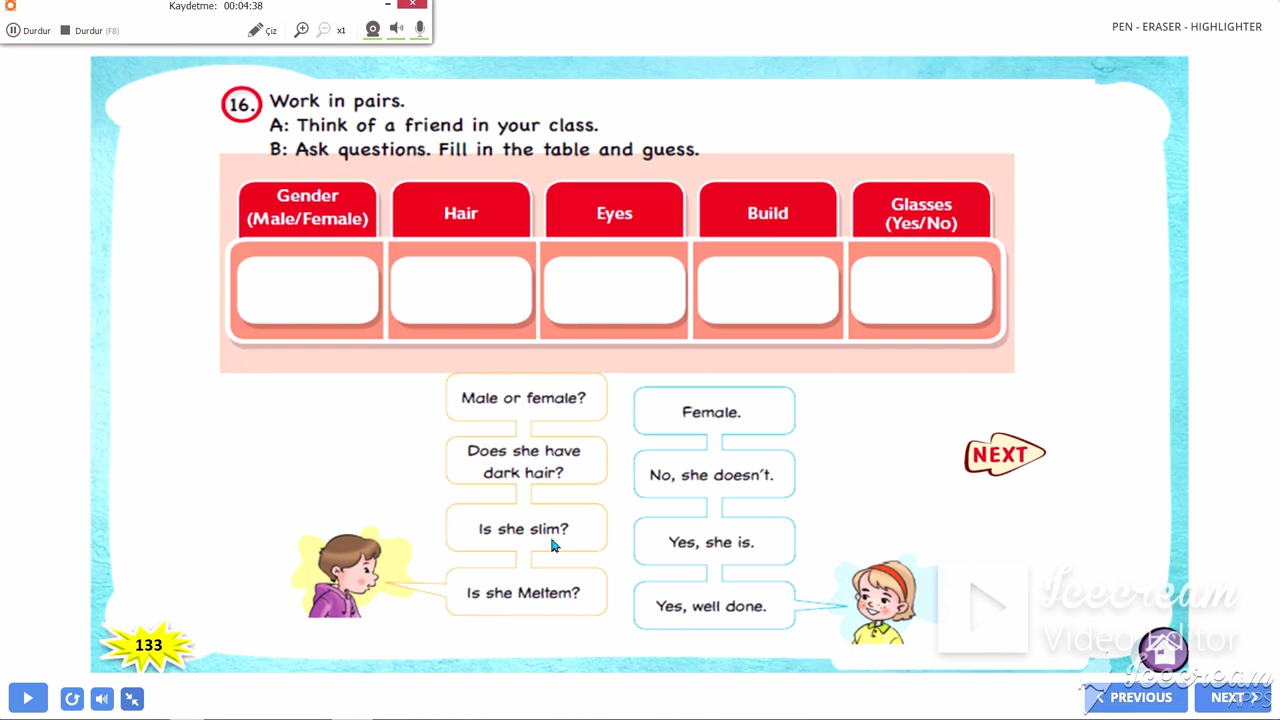 Kaydetme: 00:04:38
Durdur
Durdur (F8)
Çiz
x1
PEN - ERASER - HIGHLIGHTER
16. Work in pairs.
A: Think of a friend in your class.
B: Ask questions. Fill in the table and guess.
Gender
(Male/Female)
Hair
Eyes
Build
Glasses
(Yes/No)
Male or female?
Female.
Does she have
dark hair?
No, she doesn't.
Is she slim?
Yes, she is.
Is she Meltem?
Yes, well done.
NEXT
133
Icecream
Video Editor
Icecream
APPS
PREVIOUS
NEXT